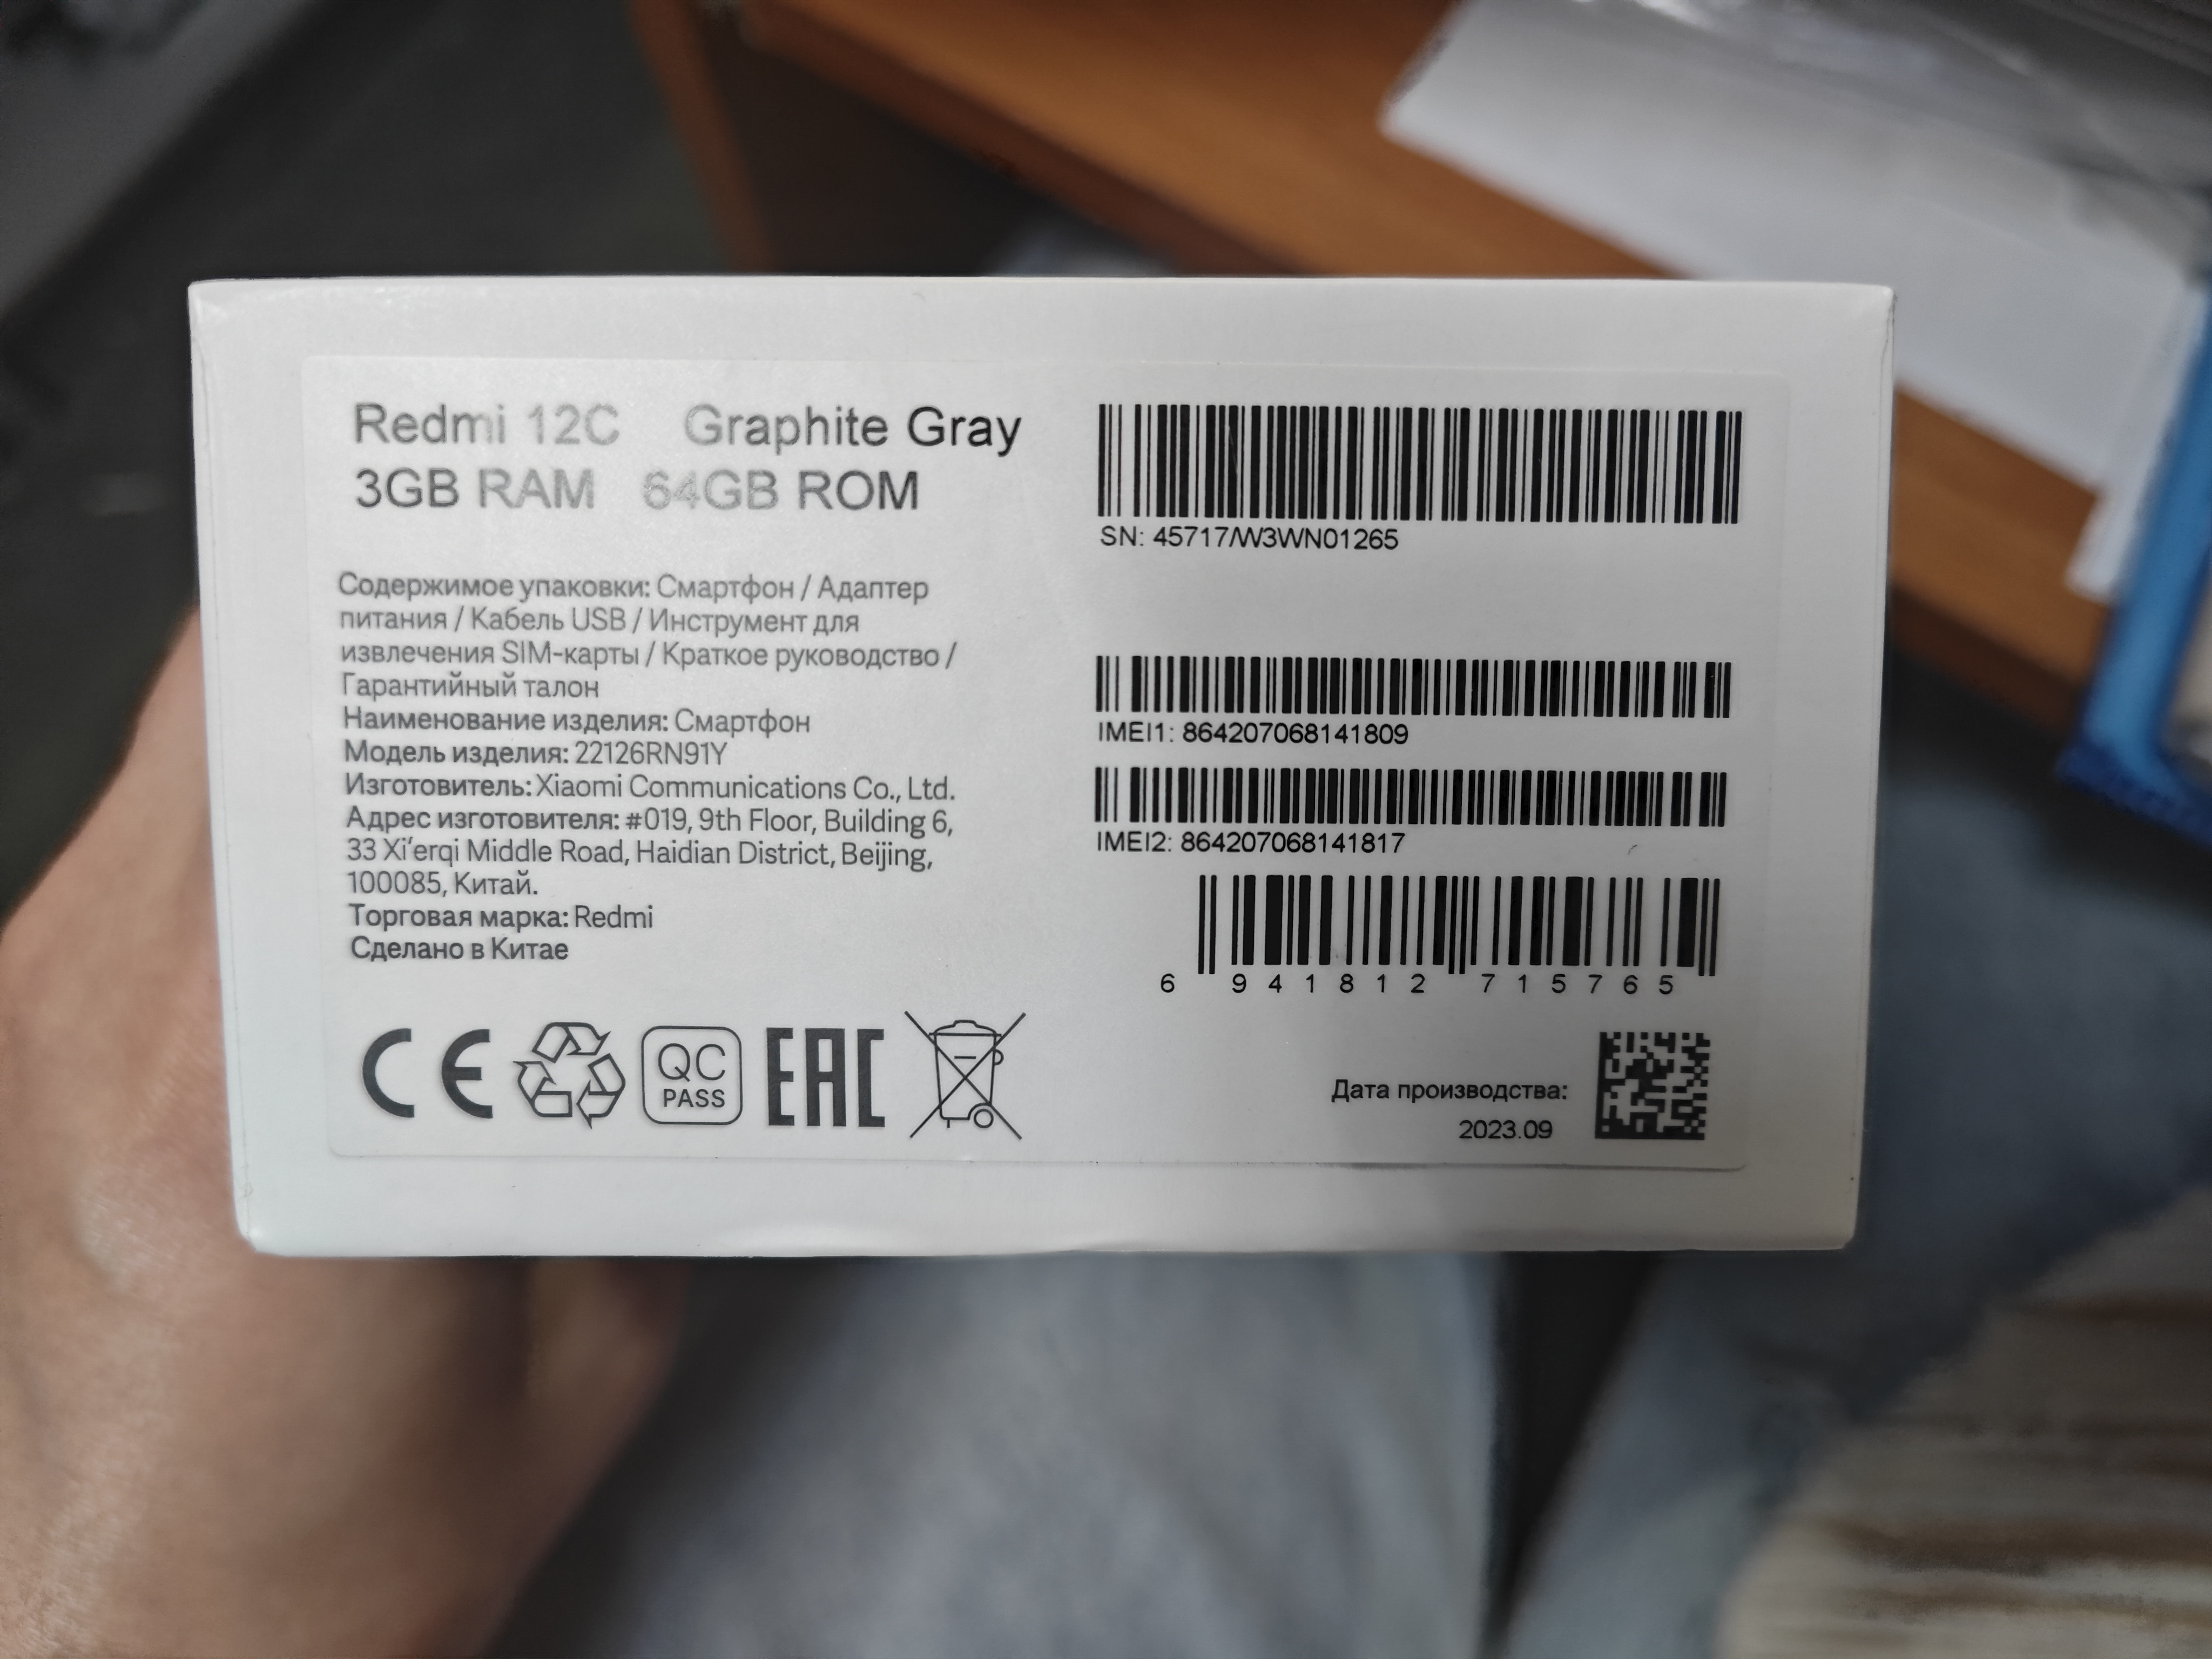 Redmi 12C Graphite Gray
3GB RAM 64GB ROM
Содержимое упаковки: Смартфон / Адаптер
питания / Кабель USB / Инструмент для
извлечения SIM-карты / Краткое руководство /
Гарантийный талон
Наименование изделия: Смартфон
Модель изделия: 22126RN91Y
Изготовитель: Xiaomi Communications Co., Ltd.
Адрес изготовителя: #019, 9th Floor, Building 6,
33 Xi'erqi Middle Road, Haidian District, Beijing,
100085, Китай.
Торговая марка: Redmi
Сделано в Китае
CE
QC
PASS
EAC
SN: 45717/W3WN01265
IMEI1: 864207068141809
IMEI2: 864207068141817
6 941812 715765
Дата производства:
2023.09